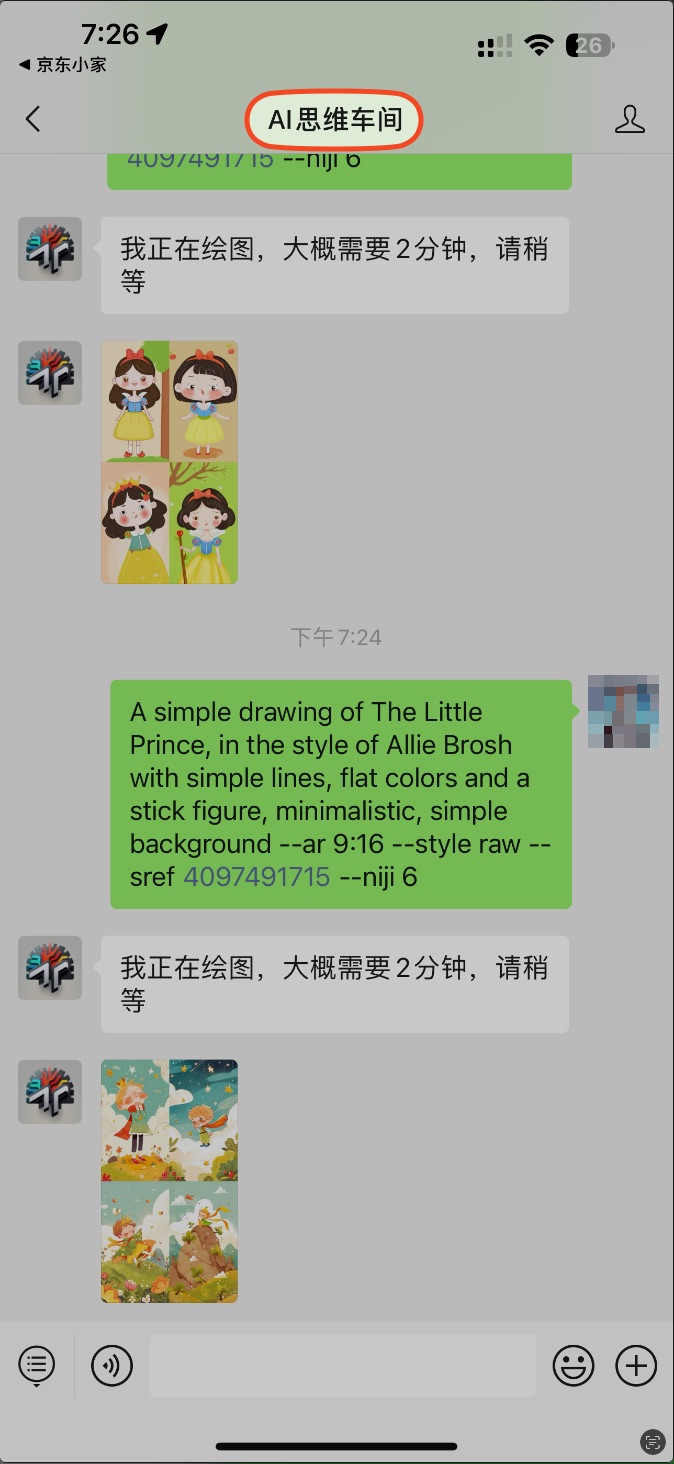 7:26
26
◀ 京东小家
AI思维车间
4097491715 --niji 6
我正在绘图，大概需要2分钟，请稍
等
下午7:24
A simple drawing of The Little
Prince, in the style of Allie Brosh
with simple lines, flat colors and a
stick figure, minimalistic, simple
background --ar 9:16 --style raw --
sref 4097491715 --niji 6
我正在绘图，大概需要2分钟，请稍
等